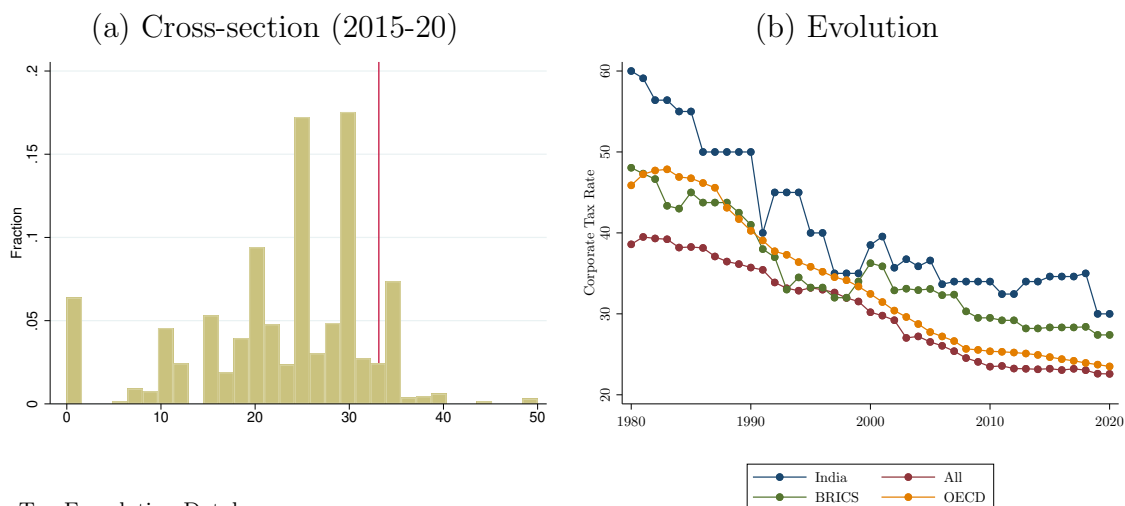 (a) Cross-section (2015-20)
(b) Evolution
Fraction
.2
.15
.1
.05
0
0 10 20 30 40 50
Corporate Tax Rate
60
50
40
30
20
1980 1990 2000 2010 2020
India All
BRICS OECD